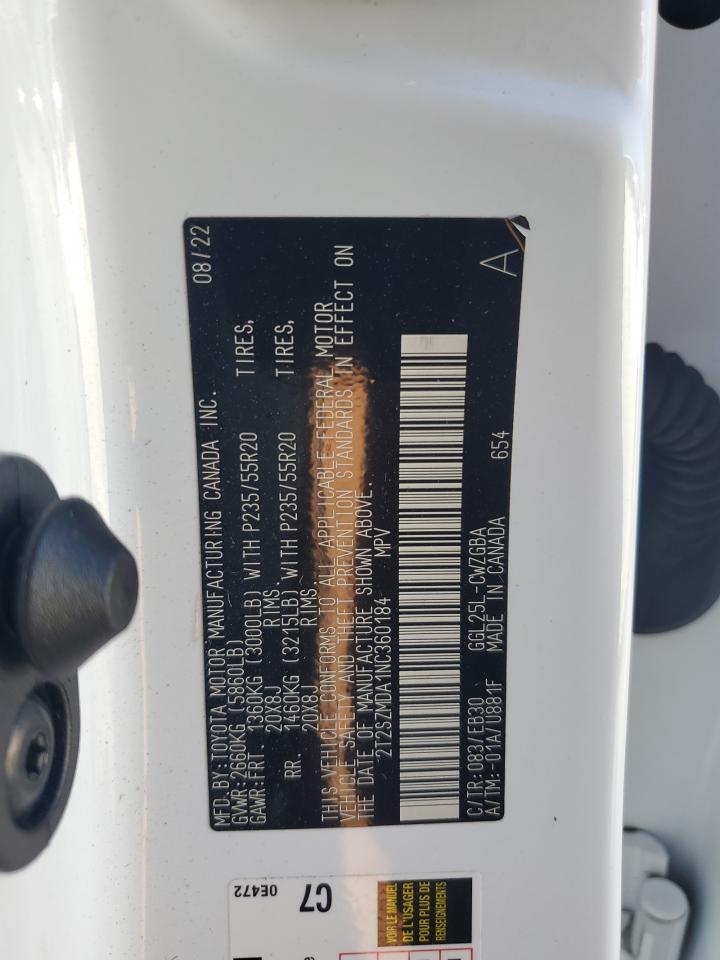 MFD.BY:TOYOTA MOTOR MANUFACTURING CANADA INC. 08/22
GVWR:2660KG (5860LB)
GAWR:FRT. 1360KG (3000LB) WITH P235/55R20 TIRES,
20X8J RIMS.
RR. 1460KG (3215LB) WITH P235/55R20 TIRES,
20X8J RIMS.
THIS VEHICLE CONFORMS TO ALL APPLICABLE FEDERAL MOTOR
VEHICLE SAFETY AND THEFT PREVENTION STANDARDS IN EFFECT ON
THE DATE OF MANUFACTURE SHOWN ABOVE.
2T2SZMDA1NC360184 MPV
A
C/TR:083/EB30 GGL25L-CWZGBA 654
A/TM:-01A/U881F MADE IN CANADA
0E472
C7
VOIR LE MANUEL
DE L'USAGER
POUR PLUS DE
RENSEIGNEMENTS